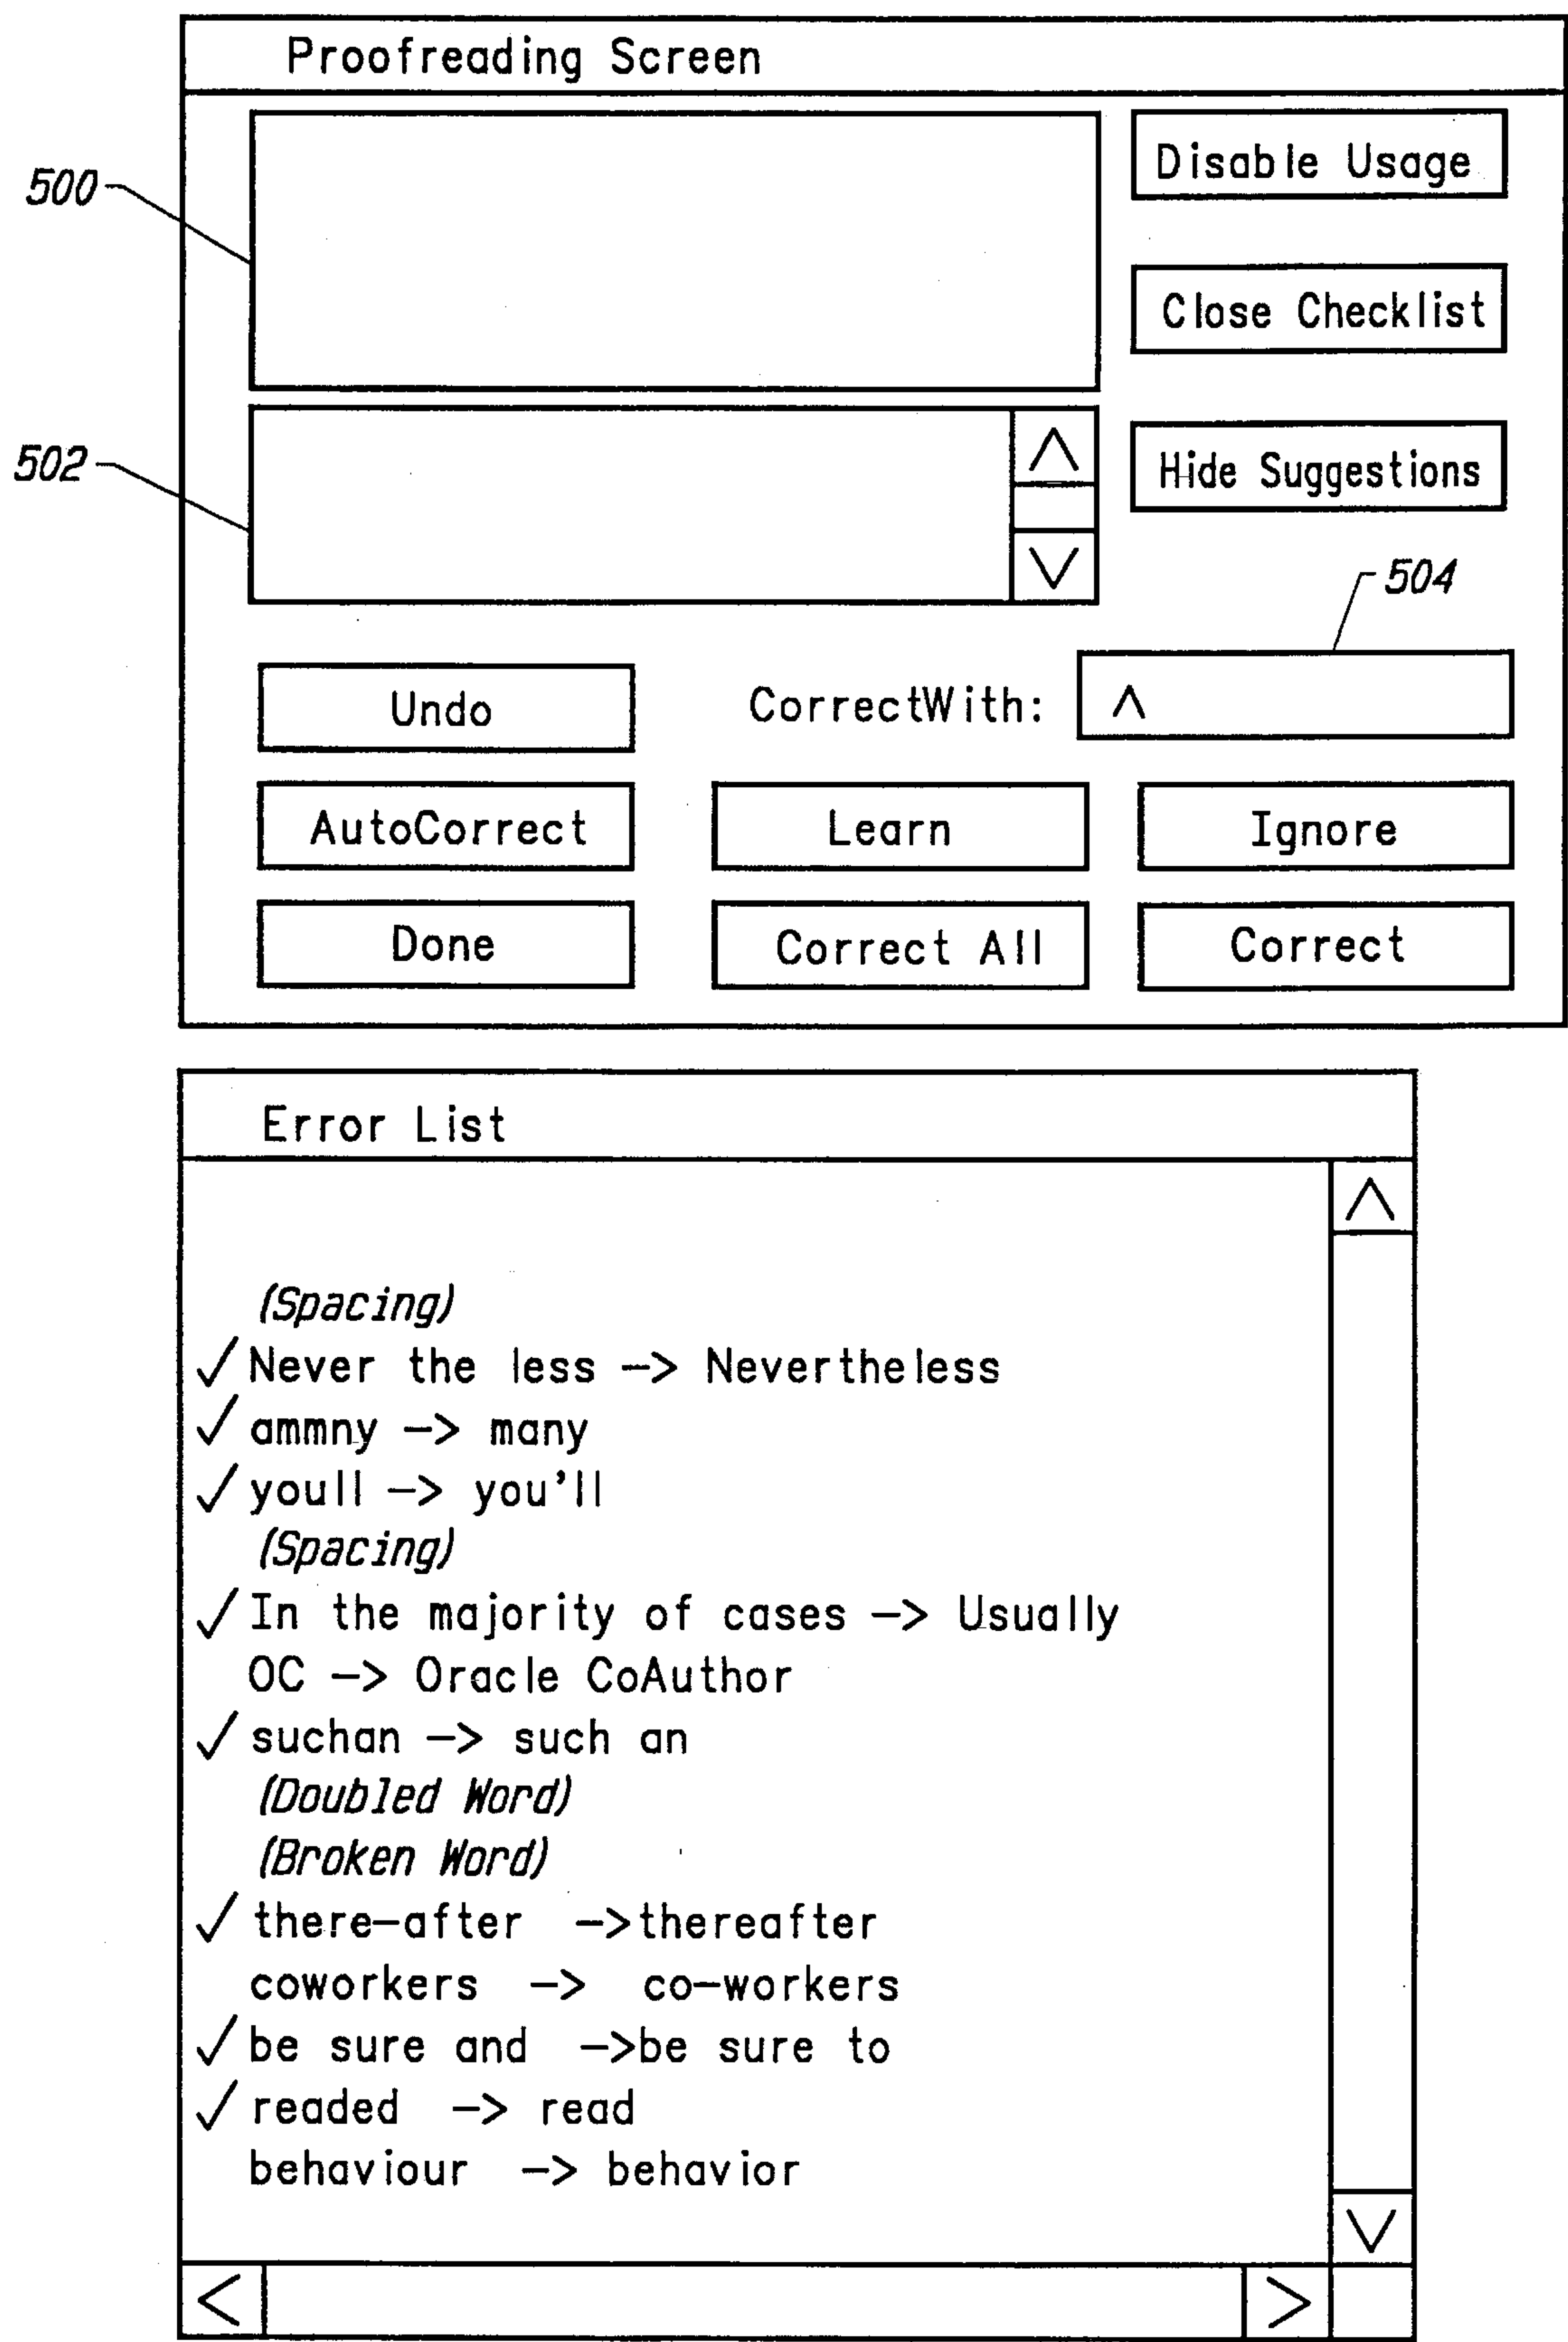 Proofreading Screen
500
Disable Usage
Close Checklist
502
Hide Suggestions
504
Undo
CorrectWith: ^
AutoCorrect
Learn
Ignore
Done
Correct All
Correct
Error List
(Spacing)
✓ Never the less —> Nevertheless
✓ ammny —> many
✓ youll —> you'll
(Spacing)
✓ In the majority of cases —> Usually
OC —> Oracle CoAuthor
✓ suchan —> such an
(Doubled Word)
(Broken Word)
✓ there-after —>thereafter
coworkers —> co-workers
✓ be sure and —>be sure to
✓ readed —> read
behaviour —> behavior